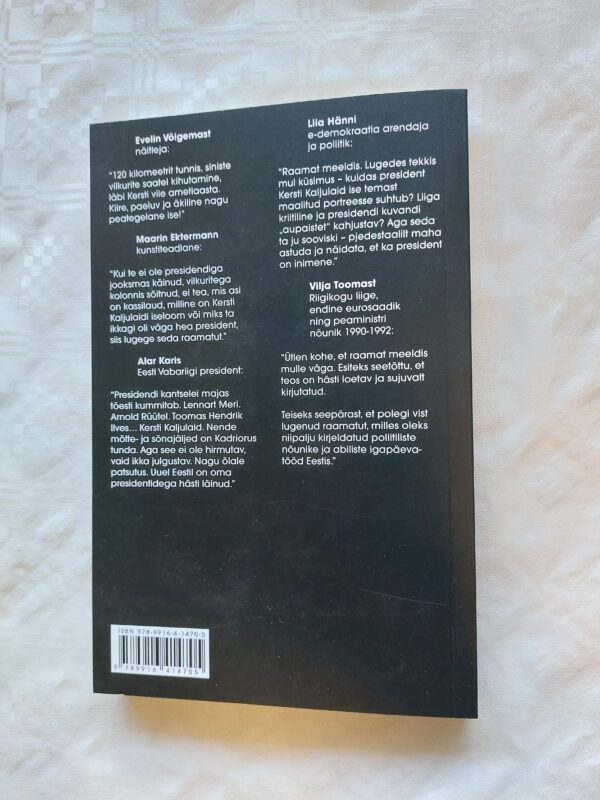 Evelin Võigemast
näitleja:
"120 kilomeetrit tunnis, siniste
vilkurite saatel kihutamine,
läbi Kersti viie ametiaasta.
Kiire, paeluv ja äkiline nagu
peategelane ise!"
Maarin Ektermann
kunstiteadlane:
"Kui te ei ole presidendiga
jooksmas käinud, vilkuritega
kolonnis sõitnud, ei tea, mis asi
on kassilaud, milline on Kersti
Kaljulaidi iseloom või miks ta
ikkagi oli väga hea president,
siis lugege seda raamatut."
Alar Karis
Eesti Vabariigi president:
"Presidendi kantselei majas
tõesti kummitab. Lennart Meri.
Arnold Rüütel. Toomas Hendrik
Ilves... Kersti Kaljulaid. Nende
mõtte- ja sõnajäljed on Kadriorus
tunda. Aga see ei ole hirmutav,
vaid ikka julgustav. Nagu õlale
patsutus. Uuel Eestil on oma
presidentidega hästi läinud."
Liia Hänni
e-demokraatia arendaja
ja poliitik:
"Raamat meeldis. Lugedes tekkis
mul küsimus – kuidas president
Kersti Kaljulaid ise temast
maalitud portreesse suhtub? Liiga
kriitiline ja presidendi kuvandi
„aupaistet" kahjustav? Aga seda
ta ju sooviski – pjedestaalilt maha
astuda ja näidata, et ka president
on inimene."
Vilja Toomast
Riigikogu liige,
endine eurosaadik
ning peaministri
nõunik 1990-1992:
"Ütlen kohe, et raamat meeldis
mulle väga. Esiteks seetõttu, et
teos on hästi loetav ja sujuvalt
kirjutatud.
Teiseks seepärast, et polegi vist
lugenud raamatut, milles oleks
niipalju kirjeldatud poliitiliste
nõunike ja abiliste igapäeva-
tööd Eestis."
ISBN 978-9916-4-1470-5
9 789916 414705